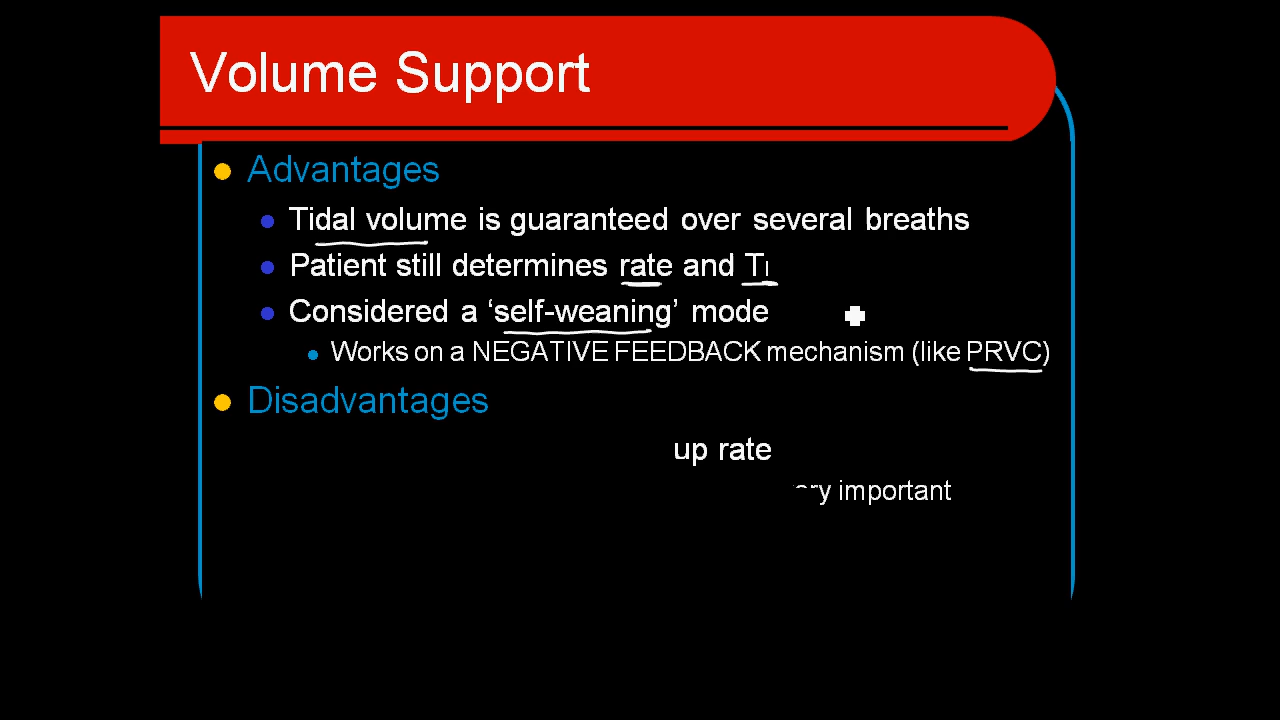 Volume Support
Advantages
Tidal volume is guaranteed over several breaths
Patient still determines rate and TI
Considered a ‘self-weaning’ mode
Works on a NEGATIVE FEEDBACK mechanism (like PRVC)
Disadvantages
up rate
important